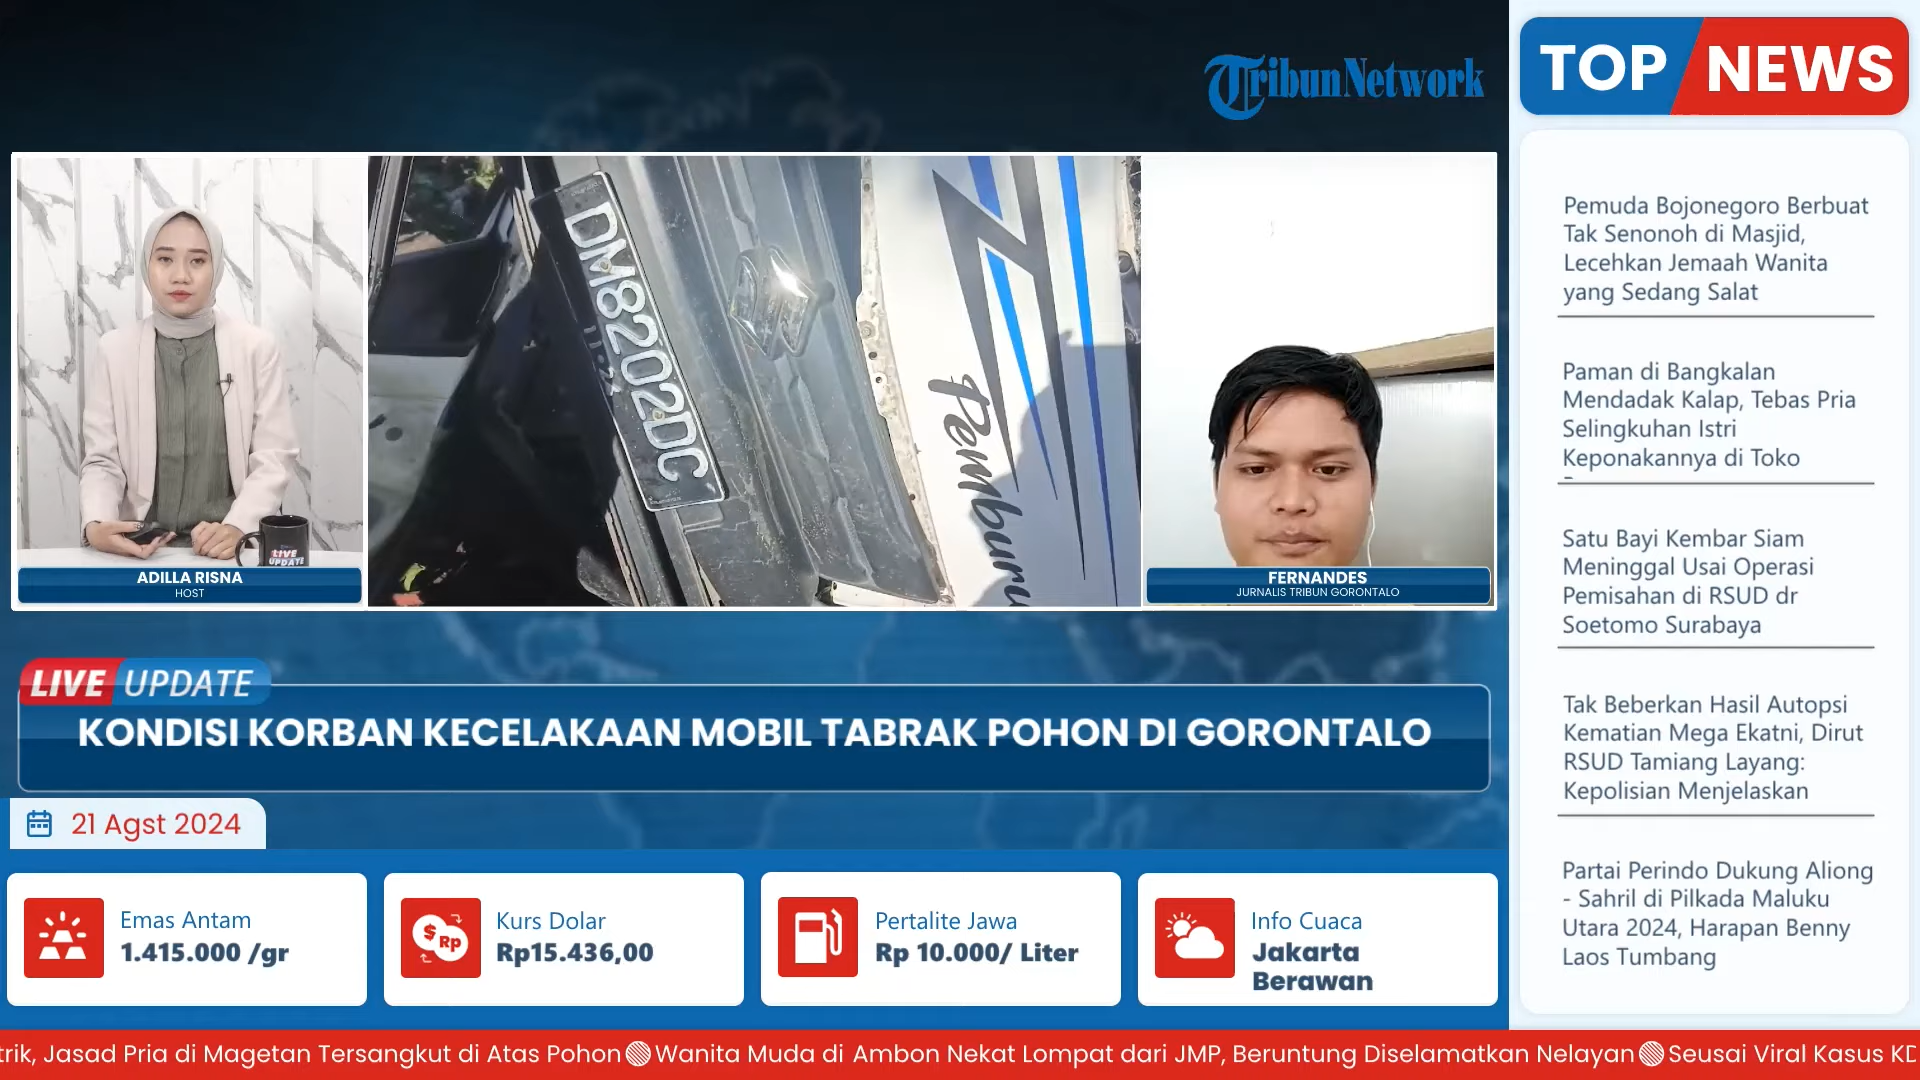 TribunNetwork
TOP NEWS
DM8202DC
Pemburu
LIVE
UPDATE
ADILLA RISNA
HOST
FERNANDES
JURNALIS TRIBUN GORONTALO
LIVE UPDATE
KONDISI KORBAN KECELAKAAN MOBIL TABRAK POHON DI GORONTALO
21 Agst 2024
Emas Antam
1.415.000 /gr
Kurs Dolar
Rp15.436,00
Pertalite Jawa
Rp 10.000/ Liter
Info Cuaca
Jakarta
Berawan
Pemuda Bojonegoro Berbuat
Tak Senonoh di Masjid,
Lecehkan Jemaah Wanita
yang Sedang Salat
Paman di Bangkalan
Mendadak Kalap, Tebas Pria
Selingkuhan Istri
Keponakannya di Toko
Satu Bayi Kembar Siam
Meninggal Usai Operasi
Pemisahan di RSUD dr
Soetomo Surabaya
Tak Beberkan Hasil Autopsi
Kematian Mega Ekatni, Dirut
RSUD Tamiang Layang:
Kepolisian Menjelaskan
Partai Perindo Dukung Aliong
- Sahril di Pilkada Maluku
Utara 2024, Harapan Benny
Laos Tumbang
trik, Jasad Pria di Magetan Tersangkut di Atas Pohon Wanita Muda di Ambon Nekat Lompat dari JMP, Beruntung Diselamatkan Nelayan Seusai Viral Kasus KD